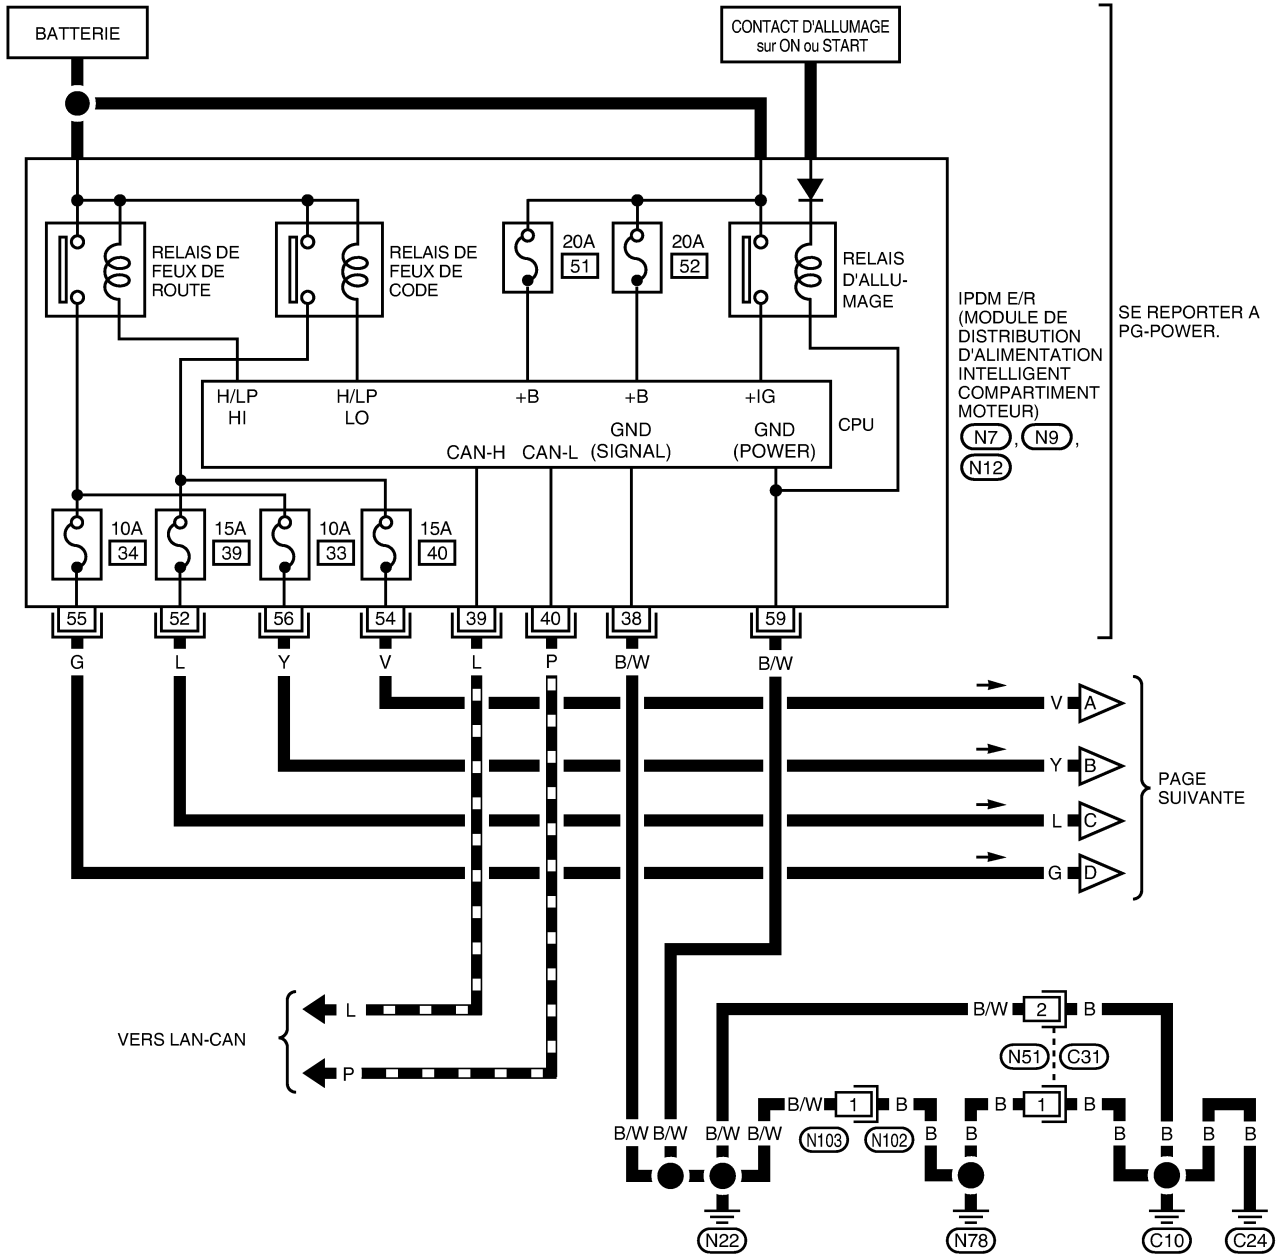 BATTERIE
CONTACT D'ALLUMAGE
sur ON ou START
RELAIS DE
FEUX DE
ROUTE
RELAIS DE
FEUX DE
CODE
20A
51
20A
52
RELAIS
D'ALLU-
MAGE
IPDM E/R
(MODULE DE
DISTRIBUTION
D'ALIMENTATION
INTELLIGENT
COMPARTIMENT
MOTEUR)
N7 , N9 ,
N12
SE REPORTER A
PG-POWER.
H/LP
HI
H/LP
LO
+B
+B
+IG
CAN-H
CAN-L
GND
(SIGNAL)
GND
(POWER)
CPU
10A
34
15A
39
10A
33
15A
40
55
52
56
54
39
40
38
59
G
L
Y
V
L
P
B/W
B/W
V A
Y B
L C
G D
PAGE
SUIVANTE
VERS LAN-CAN
L
P
B/W 2 B
N51 C31
B/W 1 B
B 1 B
N103 N102
B/W B/W B/W B/W
B B
B B B B
N22
N78
C10
C24